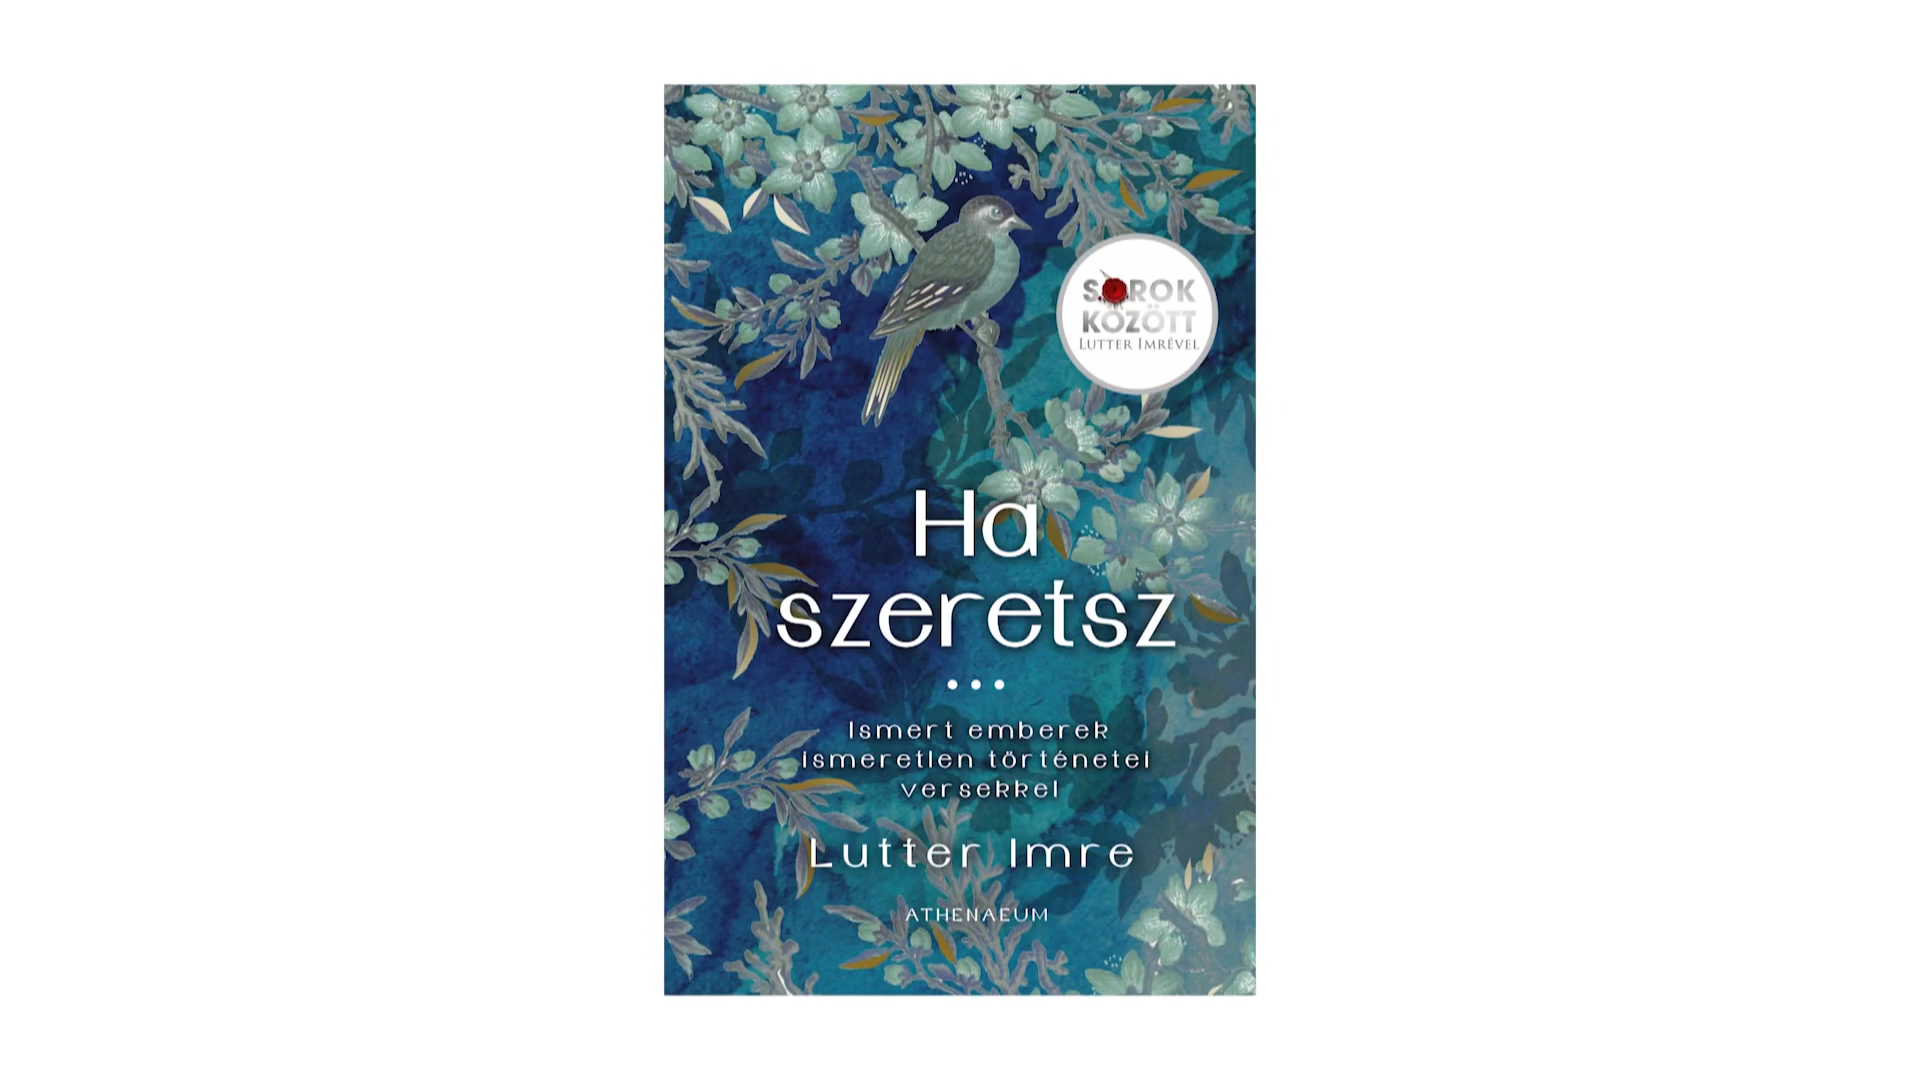 SOROK
KÖZÖTT
LUTTER IMRÉVEL
Ha
szeretsz
...
Ismert emberek
ismeretlen történetei
versekkel
Lutter Imre
ATHENAEUM